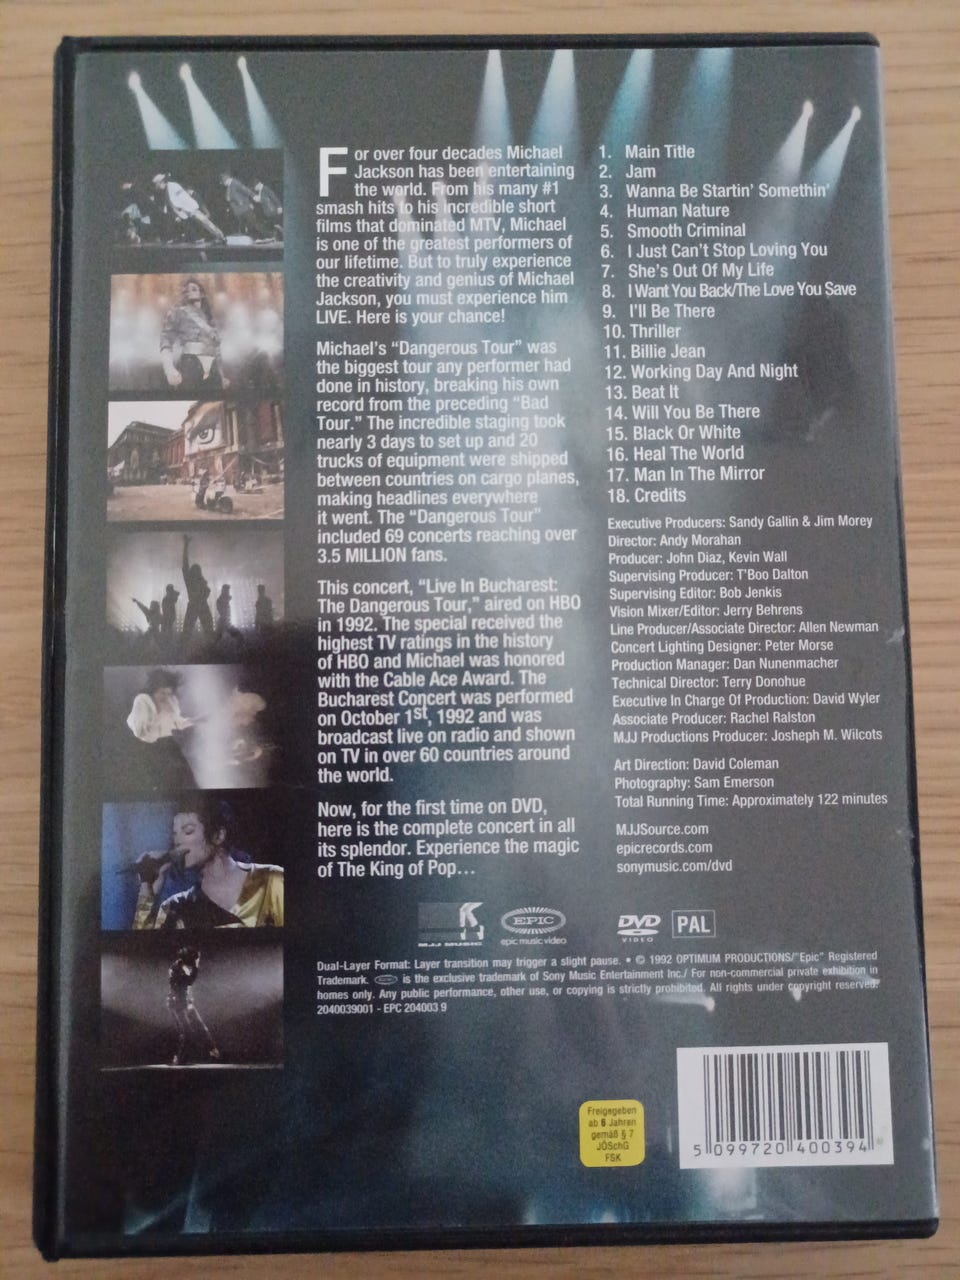 For over four decades Michael
Jackson has been entertaining
the world. From his many #1
smash hits to his incredible short
films that dominated MTV, Michael
is one of the greatest performers of
our lifetime. But to truly experience
the creativity and genius of Michael
Jackson, you must experience him
LIVE. Here is your chance!
Michael's “Dangerous Tour” was
the biggest tour any performer had
done in history, breaking his own
record from the preceding “Bad
Tour.” The incredible staging took
nearly 3 days to set up and 20
trucks of equipment were shipped
between countries on cargo planes,
making headlines everywhere
it went. The “Dangerous Tour”
included 69 concerts reaching over
3.5 MILLION fans.
This concert, “Live In Bucharest:
The Dangerous Tour,” aired on HBO
in 1992. The special received the
highest TV ratings in the history
of HBO and Michael was honored
with the Cable Ace Award. The
Bucharest Concert was performed
on October 1st, 1992 and was
broadcast live on radio and shown
on TV in over 60 countries around
the world.
Now, for the first time on DVD,
here is the complete concert in all
its splendor. Experience the magic
of The King of Pop...
1. Main Title
2. Jam
3. Wanna Be Startin' Somethin'
4. Human Nature
5. Smooth Criminal
6. I Just Can't Stop Loving You
7. She's Out Of My Life
8. I Want You Back/The Love You Save
9. I'll Be There
10. Thriller
11. Billie Jean
12. Working Day And Night
13. Beat It
14. Will You Be There
15. Black Or White
16. Heal The World
17. Man In The Mirror
18. Credits
Executive Producers: Sandy Gallin & Jim Morey
Director: Andy Morahan
Producer: John Diaz, Kevin Wall
Supervising Producer: T'Boo Dalton
Supervising Editor: Bob Jenkis
Vision Mixer/Editor: Jerry Behrens
Line Producer/Associate Director: Allen Newman
Concert Lighting Designer: Peter Morse
Production Manager: Dan Nunenmacher
Technical Director: Terry Donohue
Executive In Charge Of Production: David Wyler
Associate Producer: Rachel Ralston
MJJ Productions Producer: Josheph M. Wilcots
Art Direction: David Coleman
Photography: Sam Emerson
Total Running Time: Approximately 122 minutes
MJJSource.com
epicrecords.com
sonymusic.com/dvd
MJJ MUSIC
EPIC
epic music video
DVD
VIDEO
PAL
Dual-Layer Format: Layer transition may trigger a slight pause. • © 1992 OPTIMUM PRODUCTIONS/"Epic" Registered
Trademark. is the exclusive trademark of Sony Music Entertainment Inc./ For non-commercial private exhibition in
homes only. Any public performance, other use, or copying is strictly prohibited. All rights under copyright reserved.
2040039001 - EPC 204003 9
Freigegeben
ab 6 Jahren
gemäß § 7
JÖSchG
FSK
5 099720 400394